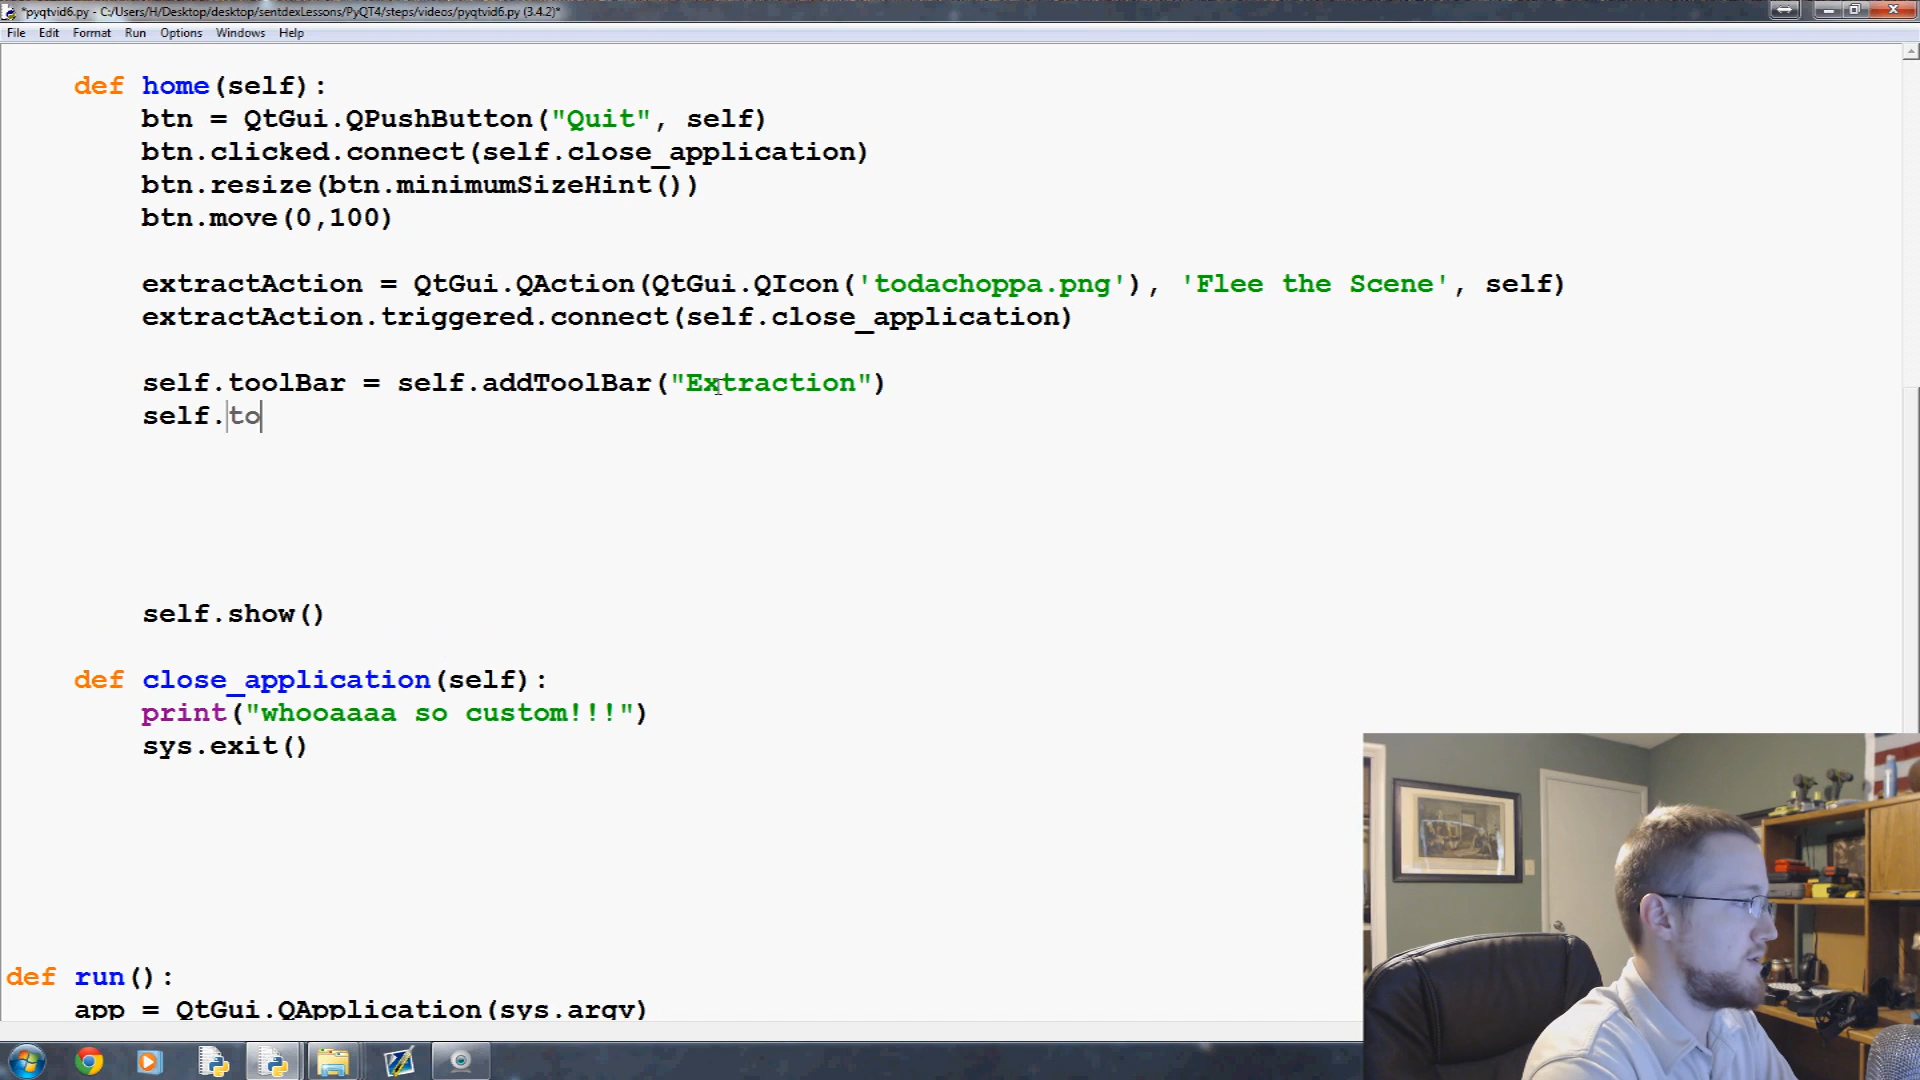 *pyqtvid6.py - C:/Users/H/Desktop/desktop/sentdexLessons/PyQT4/steps/videos/pyqtvid6.py (3.4.2)*
File Edit Format Run Options Windows Help
def home(self):
btn = QtGui.QPushButton("Quit", self)
btn.clicked.connect(self.close_application)
btn.resize(btn.minimumSizeHint())
btn.move(0,100)
extractAction = QtGui.QAction(QtGui.QIcon('todachoppa.png'), 'Flee the Scene', self)
extractAction.triggered.connect(self.close_application)
self.toolBar = self.addToolBar("Extraction")
self.to
self.show()
def close_application(self):
print("whooaaaa so custom!!!")
sys.exit()
def run():
app = QtGui.QApplication(sys.argv)